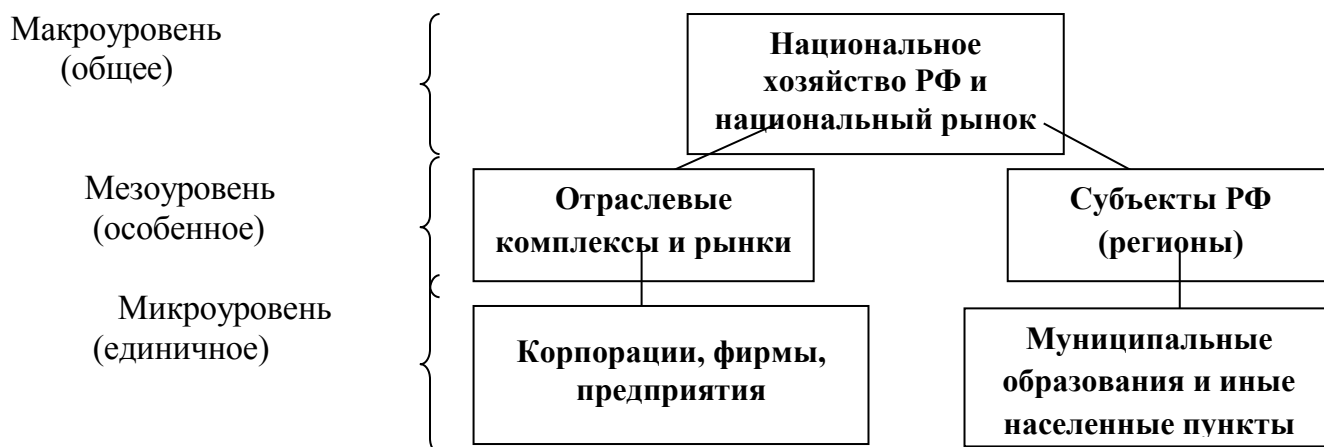 Макроуровень
(общее)
Национальное
хозяйство РФ и
национальный рынок
Мезоуровень
(особенное)
Отраслевые
комплексы и рынки
Субъекты РФ
(регионы)
Микроуровень
(единичное)
Корпорации, фирмы,
предприятия
Муниципальные
образования и иные
населенные пункты